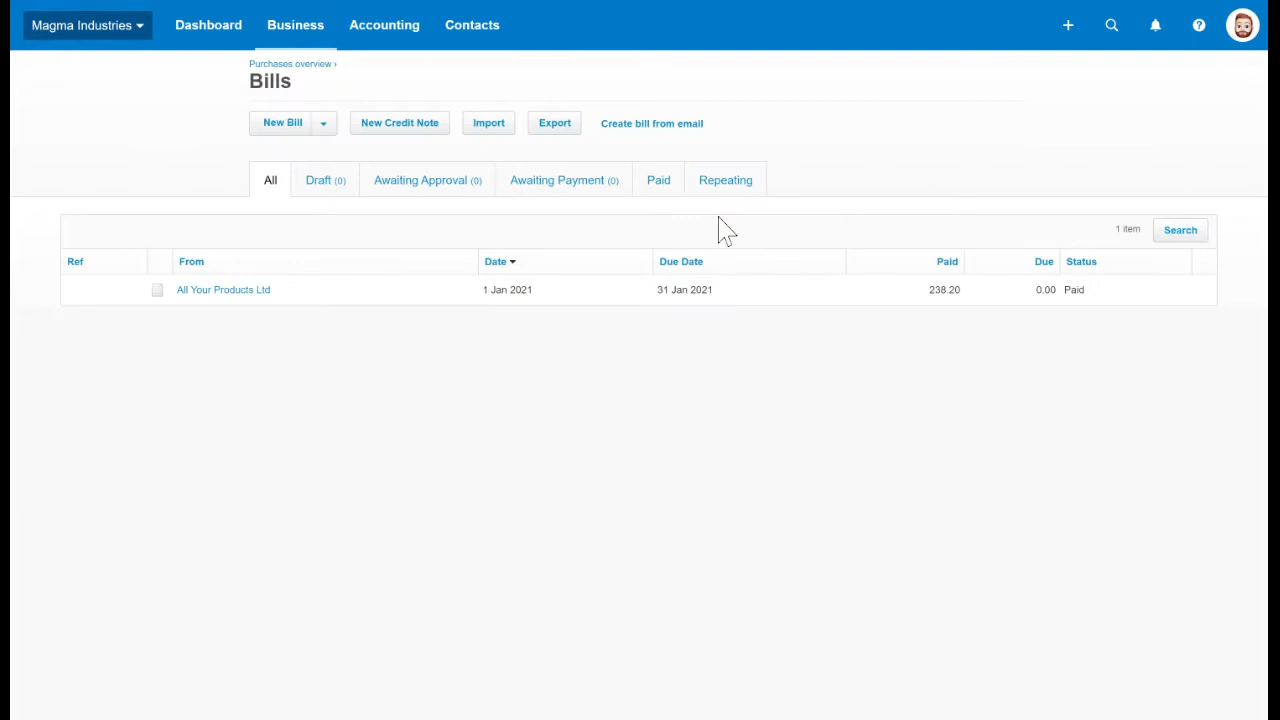 Magma Industries Dashboard Business Accounting Contacts
Purchases overview ›
Bills
New Bill New Credit Note Import Export Create bill from email
All Draft (0) Awaiting Approval (0) Awaiting Payment (0) Paid Repeating
1 item Search
Ref From Date Due Date Paid Due Status
All Your Products Ltd 1 Jan 2021 31 Jan 2021 238.20 0.00 Paid